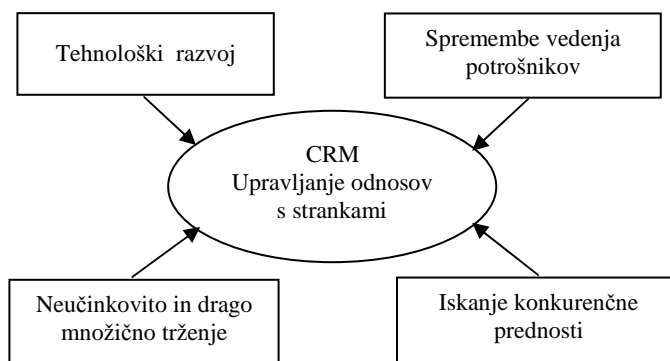 Tehnološki razvoj
Spremembe vedenja
potrošnikov
CRM
Upravljanje odnosov
s strankami
Neučinkovito in drago
množično trženje
Iskanje konkurenčne
prednosti